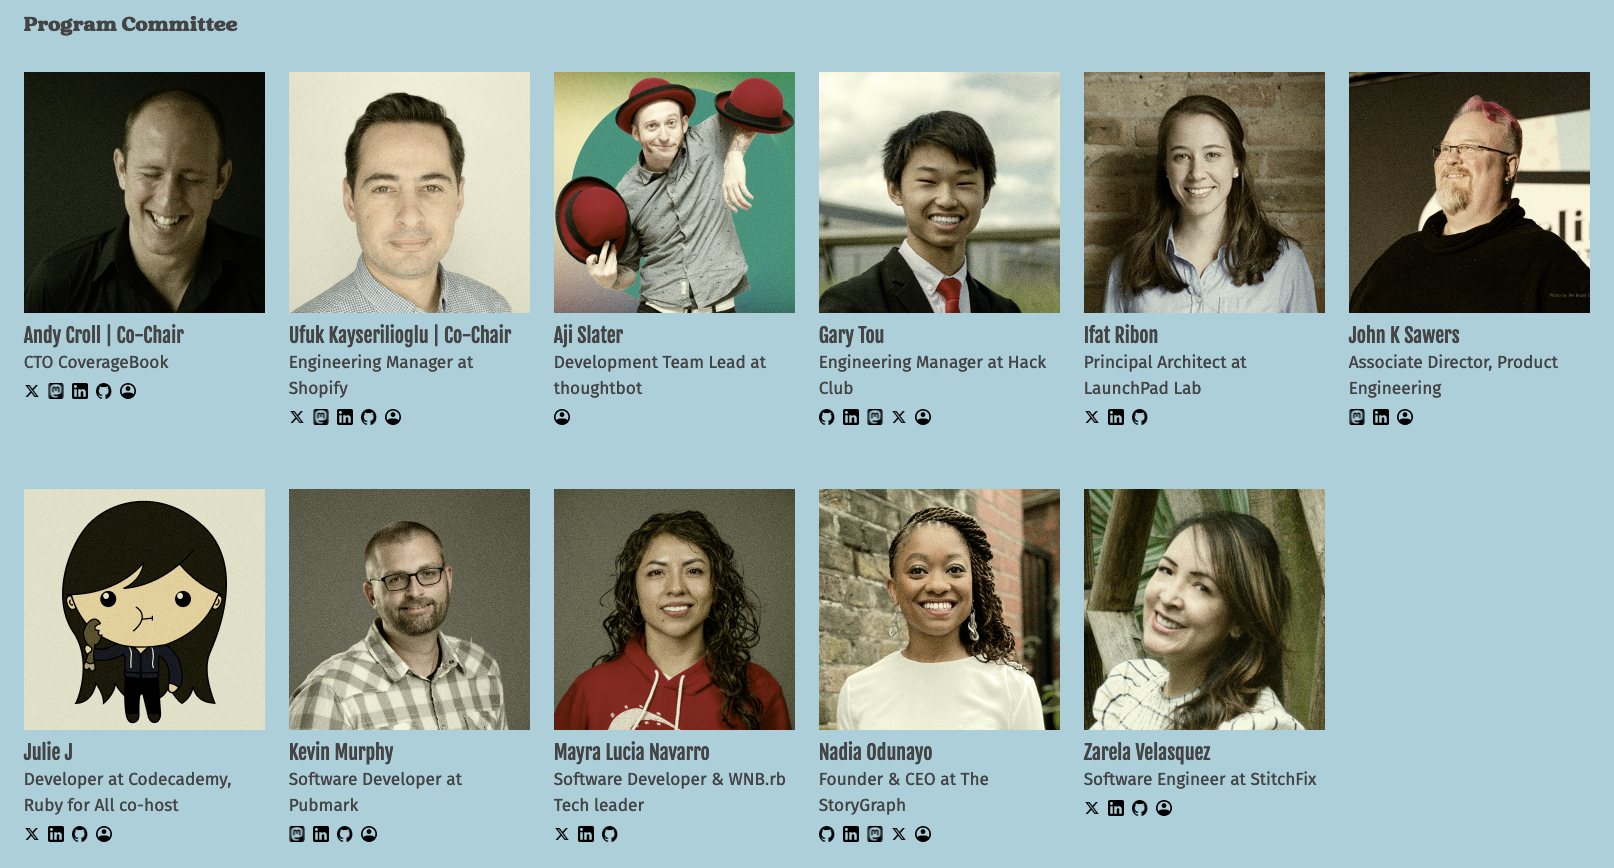 Program Committee
Andy Croll | Co-Chair
CTO CoverageBook
Ufuk Kayserilioglu | Co-Chair
Engineering Manager at
Shopify
Aji Slater
Development Team Lead at
thoughtbot
Gary Tou
Engineering Manager at Hack
Club
Ifat Ribon
Principal Architect at
LaunchPad Lab
John K Sawers
Associate Director, Product
Engineering
Julie J
Developer at Codecademy,
Ruby for All co-host
Kevin Murphy
Software Developer at
Pubmark
Mayra Lucia Navarro
Software Developer & WNB.rb
Tech leader
Nadia Odunayo
Founder & CEO at The
StoryGraph
Zarela Velasquez
Software Engineer at StitchFix